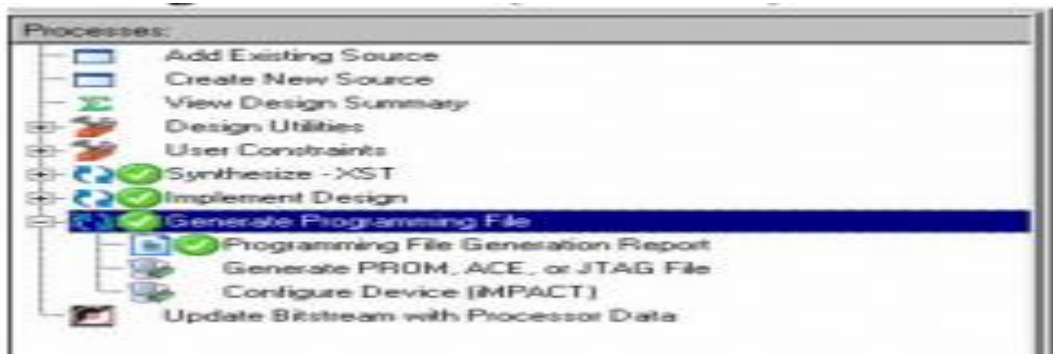 Processes:
Add Existing Source
Create New Source
View Design Summary
Design Utilities
User Constraints
Synthesize - XST
Implement Design
Generate Programming File
Programming File Generation Report
Generate PROM, ACE, or JTAG File
Configure Device (iMPACT)
Update Bitstream with Processor Data